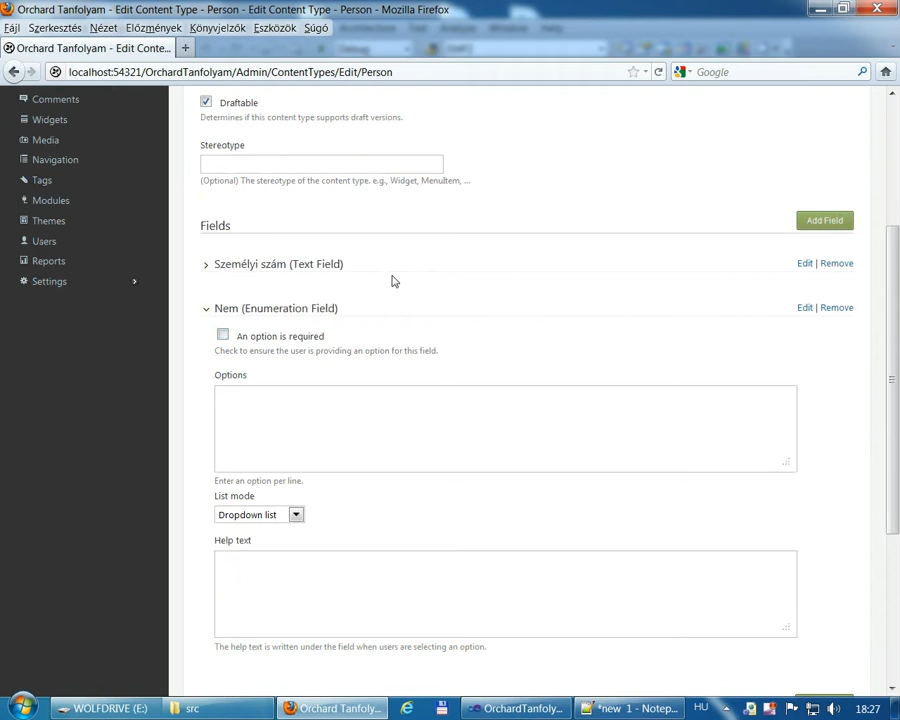 Orchard Tanfolyam - Edit Content Type - Person - Edit Content Type - Person - Mozilla Firefox
Fájl Szerkesztés Nézet Előzmények Könyvjelzők Eszközök Súgó
Orchard Tanfolyam - Edit Conte...
localhost:54321/OrchardTanfolyam/Admin/ContentTypes/Edit/Person
Google
Comments
Widgets
Media
Navigation
Tags
Modules
Themes
Users
Reports
Settings
Draftable
Determines if this content type supports draft versions.
Stereotype
(Optional) The stereotype of the content type. e.g., Widget, MenuItem, ...
Fields
Add Field
Személyi szám (Text Field)
Edit | Remove
Nem (Enumeration Field)
Edit | Remove
An option is required
Check to ensure the user is providing an option for this field.
Options
Enter an option per line.
List mode
Dropdown list
Help text
The help text is written under the field when users are selecting an option.
WOLFDRIVE (E:)
src
Orchard Tanfolyam...
OrchardTanfoly...
*new 1 - Notep...
HU
18:27